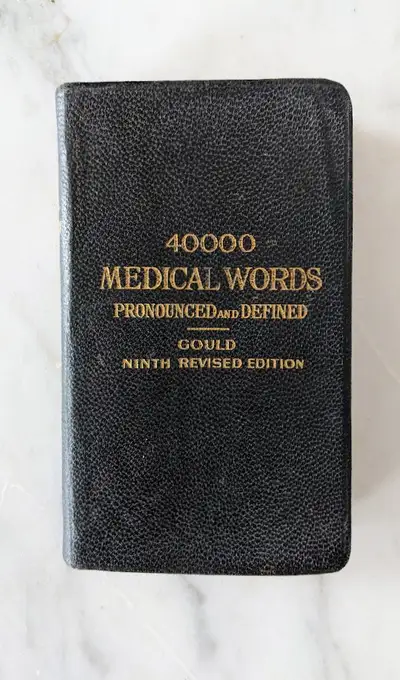 40000
MEDICAL WORDS
PRONOUNCED AND DEFINED
GOULD
NINTH REVISED EDITION